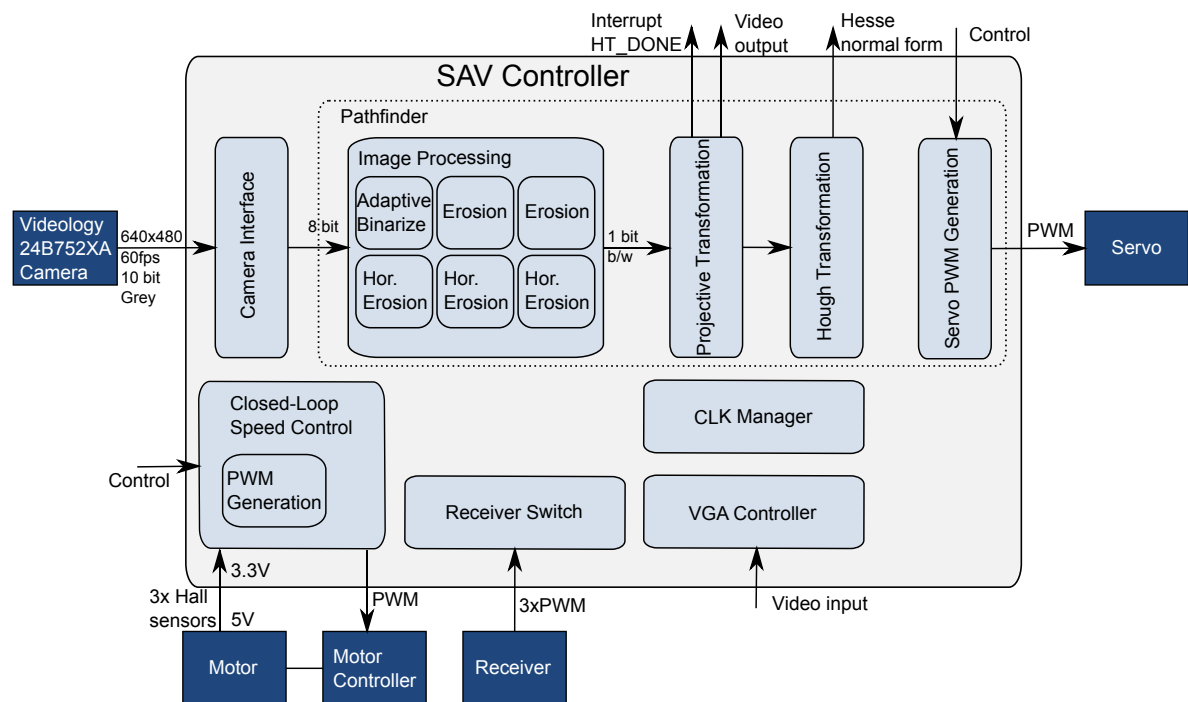 Interrupt
HT_DONE
Video
output
Hesse
normal form
Control
SAV Controller
Pathfinder
Image Processing
Adaptive
Binarize
Erosion
Erosion
Hor.
Erosion
Hor.
Erosion
Hor.
Erosion
Videology
24B752XA
Camera
640x480
60fps
10 bit
Grey
Camera Interface
8 bit
1 bit
b/w
Projective Transformation
Hough Transformation
Servo PWM Generation
PWM
Servo
Closed-Loop
Speed Control
PWM
Generation
Control
CLK Manager
Receiver Switch
VGA Controller
3.3V
3x Hall
sensors
5V
PWM
3xPWM
Video input
Motor
Motor
Controller
Receiver